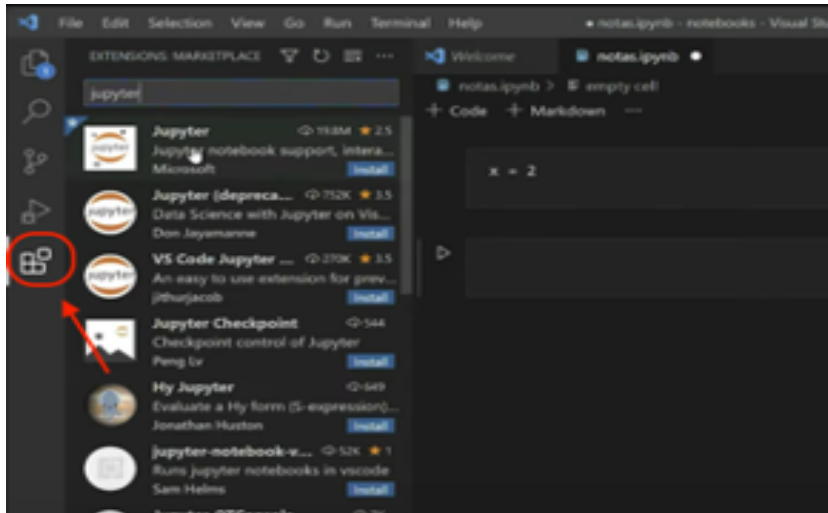 File Edit Selection View Go Run Terminal Help
● notas.ipynb - notebooks - Visual Stu
EXTENSIONS: MARKETPLACE
Welcome
notas.ipynb ●
jupyter
notas.ipynb > empty cell
+ Code + Markdown ...
Jupyter 19.8M ★ 2.5
Jupyter notebook support, intera...
Microsoft Install
Jupyter (depreca... 752K ★ 3.5
Data Science with Jupyter on Vis...
Don Jayamanne Install
VS Code Jupyter ... 270K ★ 3.5
An easy to use extension for prev...
jithurjacob Install
Jupyter Checkpoint 544
Checkpoint control of Jupyter
Peng Lv Install
Hy Jupyter 649
Evaluate a Hy form (S-expression)...
Jonathan Huston Install
jupyter-notebook-v... 52K ★ 1
Runs jupyter notebooks in vscode
Sam Helms Install
x = 2